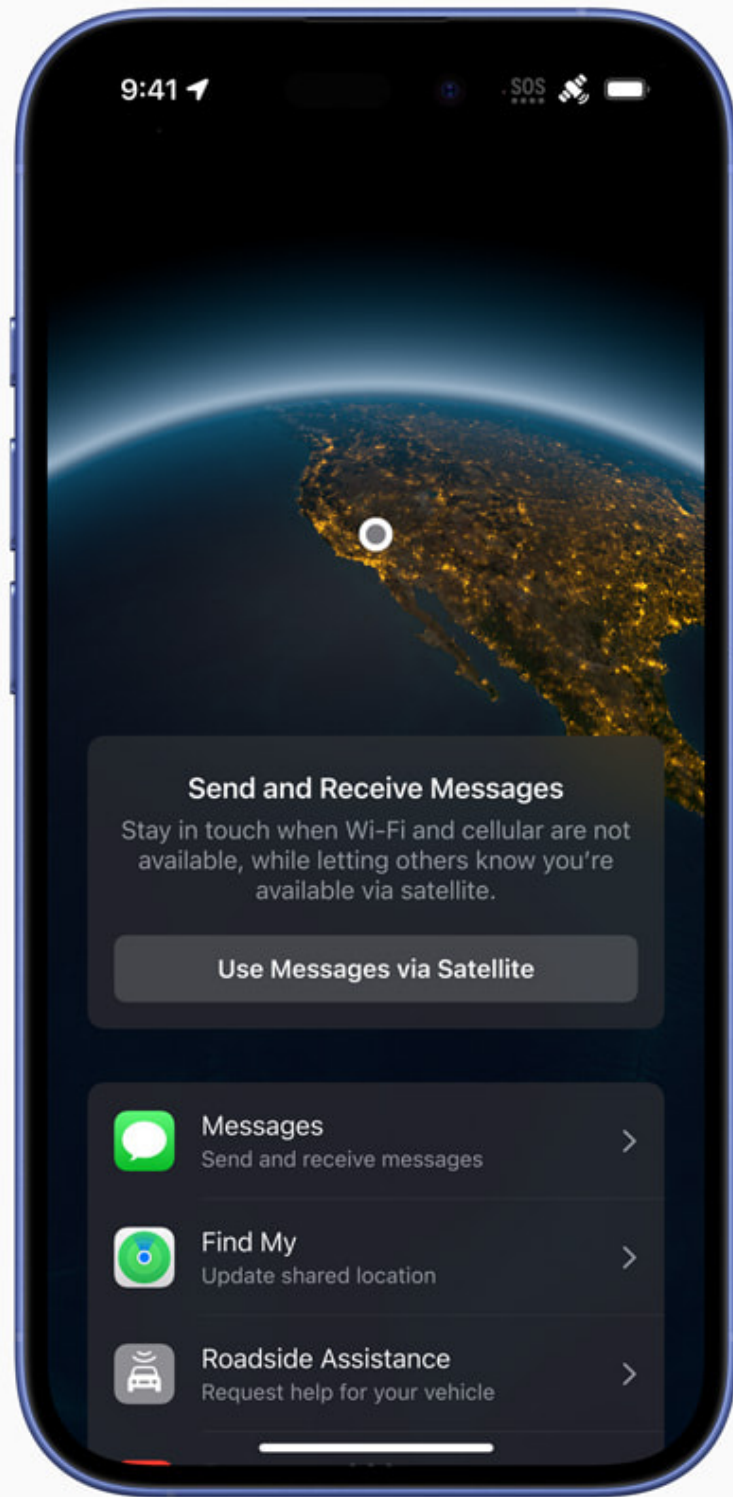 9:41
SOS
Send and Receive Messages
Stay in touch when Wi-Fi and cellular are not
available, while letting others know you’re
available via satellite.
Use Messages via Satellite
Messages
Send and receive messages
Find My
Update shared location
Roadside Assistance
Request help for your vehicle